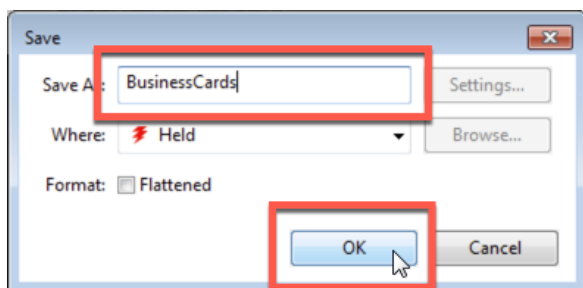 Save
Save As: BusinessCards Settings...
Where: Held Browse...
Format: Flattened
OK Cancel